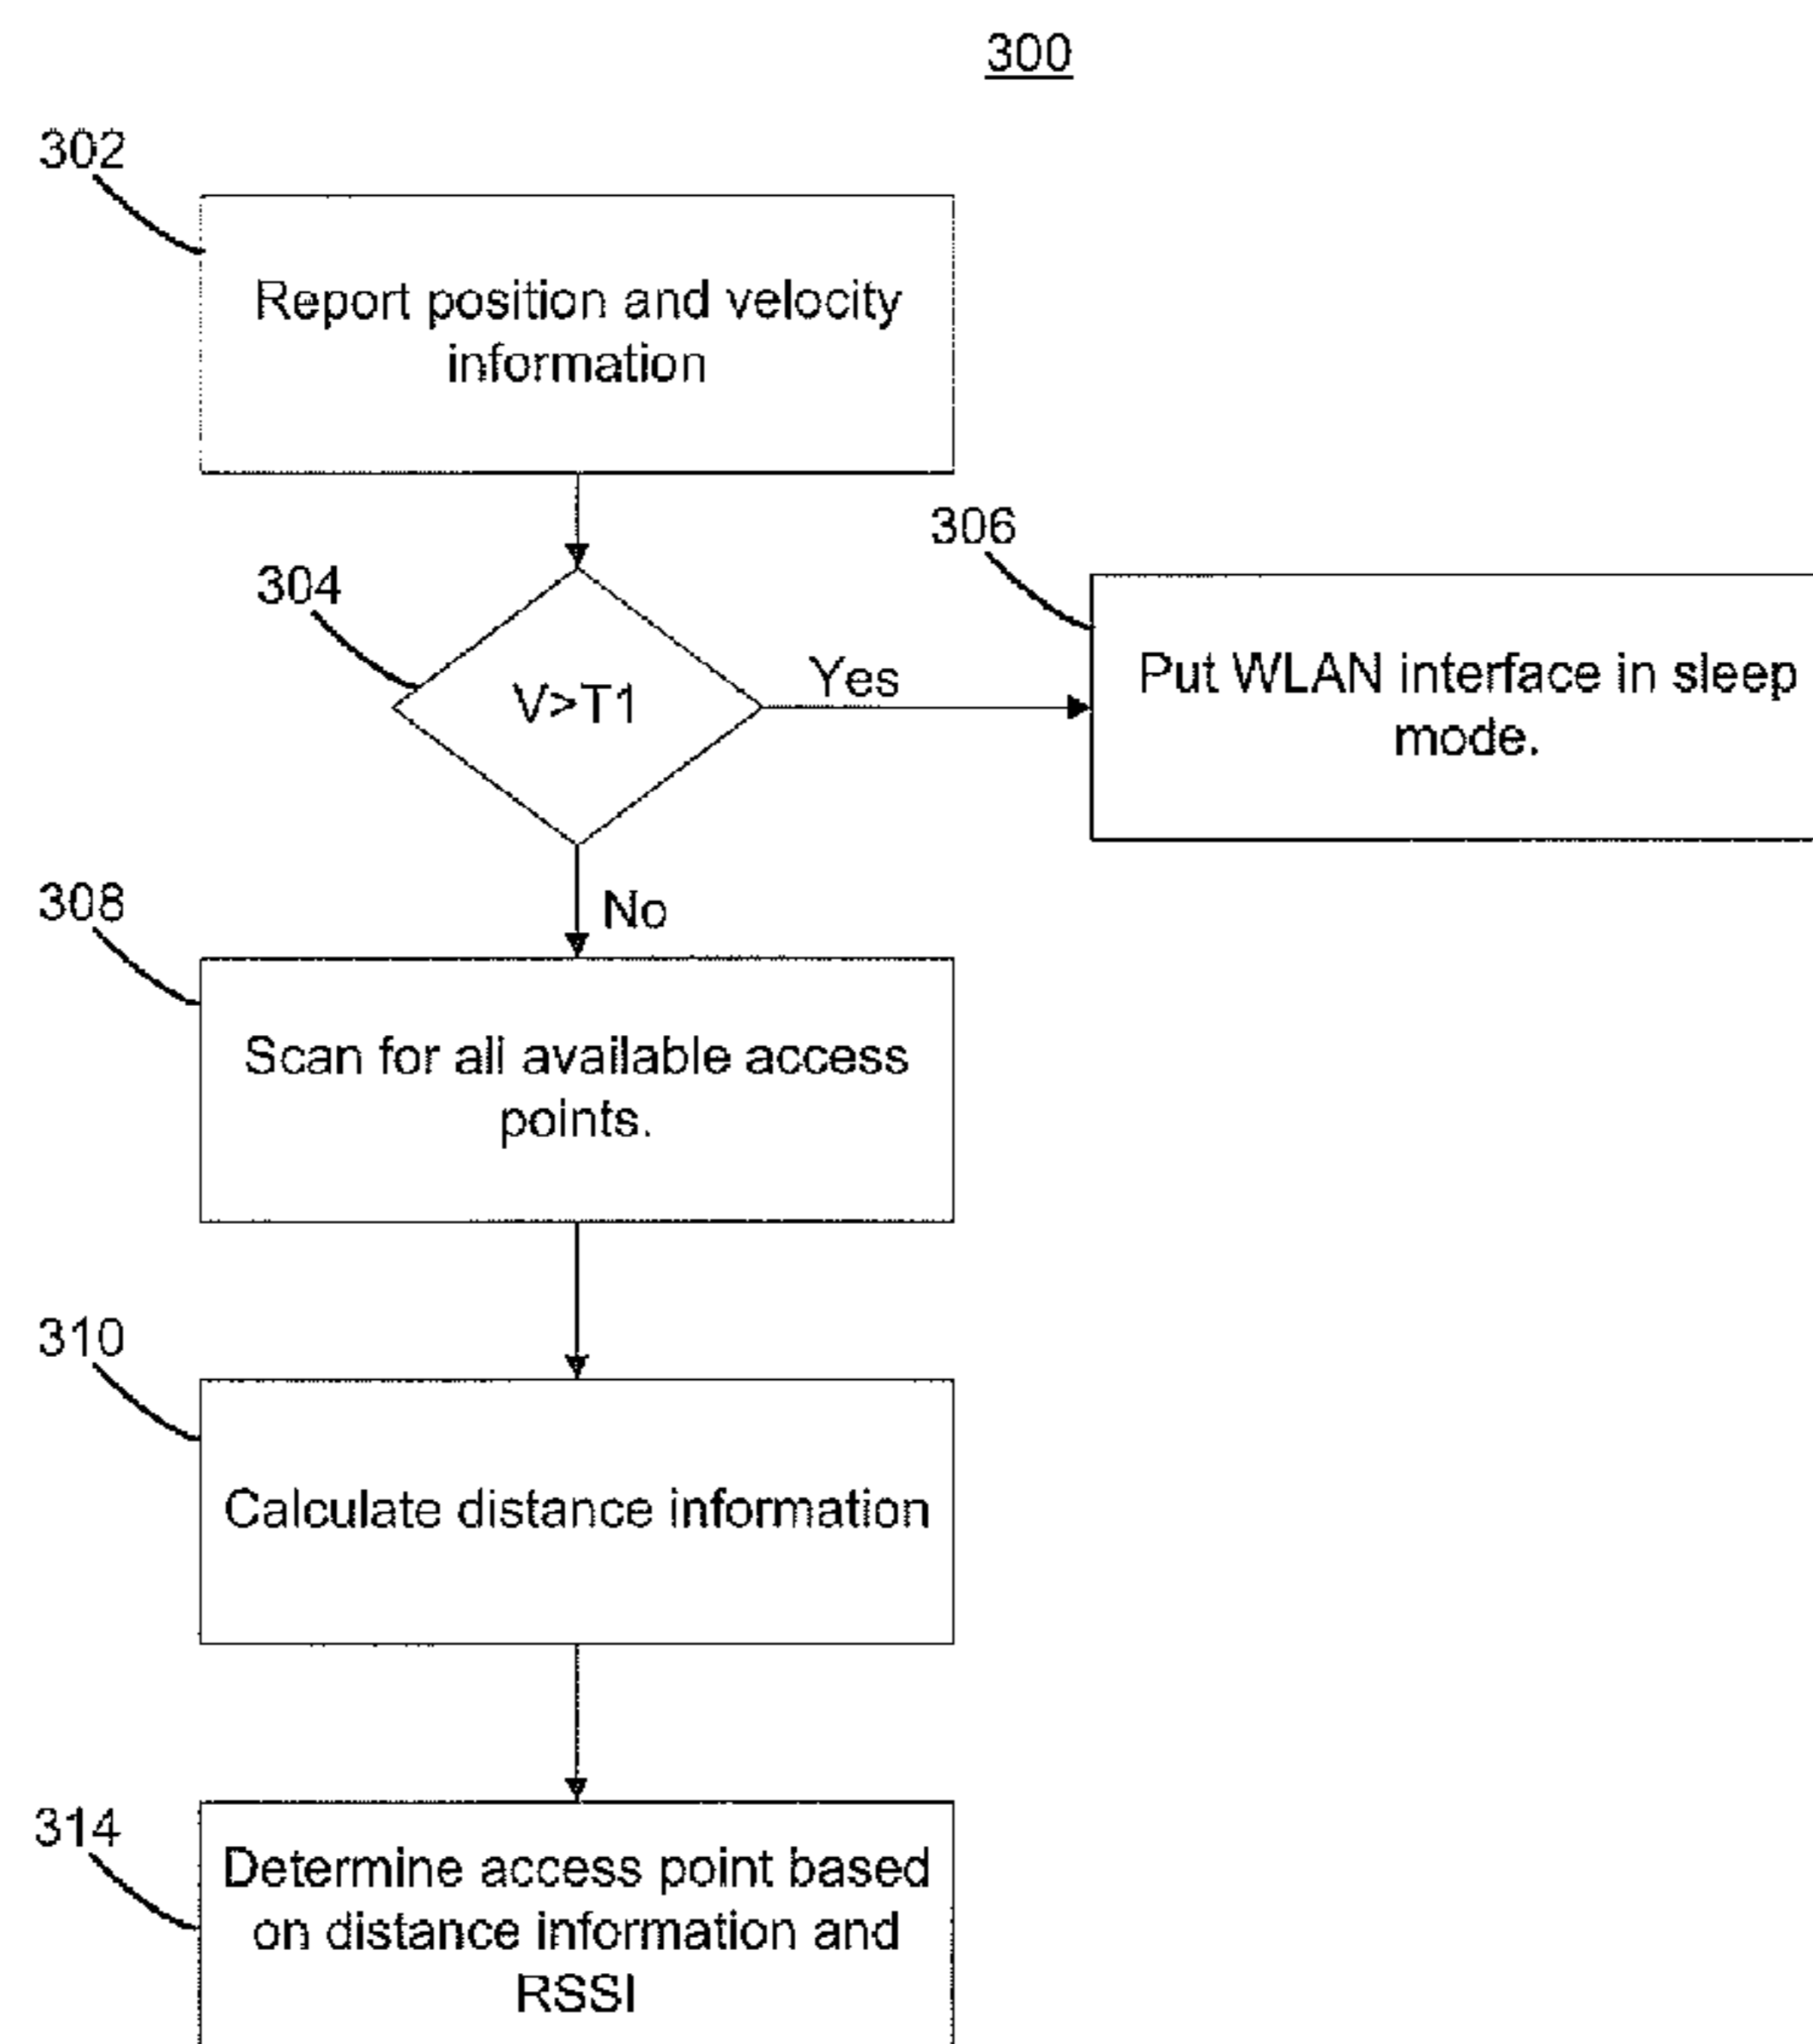 300
302
Report position and velocity
information
304
V>T1
Yes
306
Put WLAN interface in sleep
mode.
No
308
Scan for all available access
points.
310
Calculate distance information
314
Determine access point based
on distance information and
RSSI